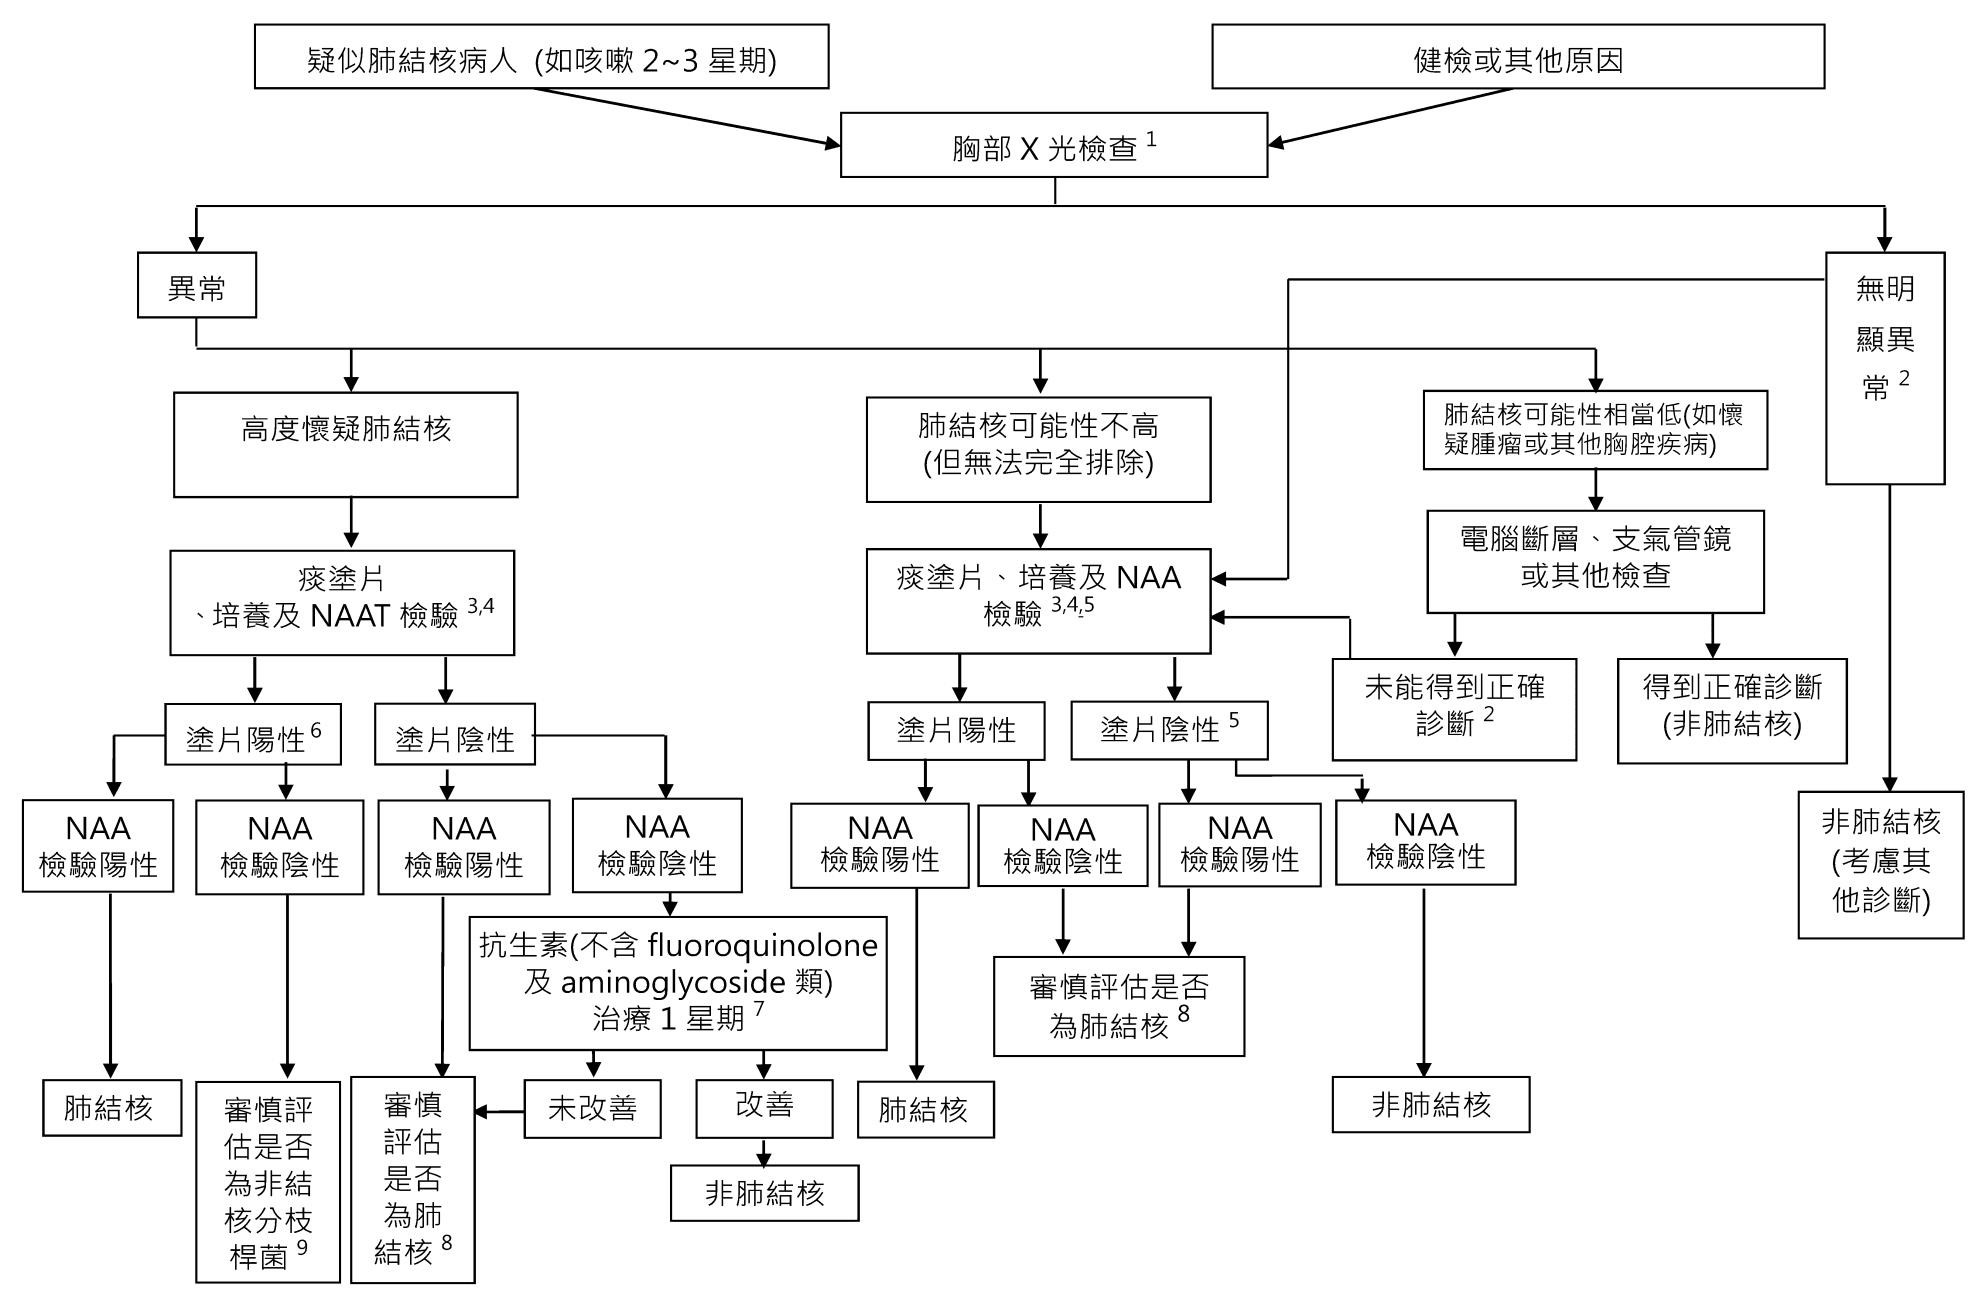 疑似肺結核病人 (如咳嗽 2~3 星期)
健檢或其他原因
胸部 X 光檢查 1
異常
無明
顯異
常 2
高度懷疑肺結核
肺結核可能性不高
(但無法完全排除)
肺結核可能性相當低(如懷
疑腫瘤或其他胸腔疾病)
電腦斷層、支氣管鏡
或其他檢查
痰塗片
、培養及 NAAT 檢驗 3,4
痰塗片、培養及 NAA
檢驗 3,4,5
未能得到正確
診斷 2
得到正確診斷
(非肺結核)
塗片陽性 6
塗片陰性
塗片陽性
塗片陰性 5
NAA
檢驗陽性
NAA
檢驗陰性
NAA
檢驗陽性
NAA
檢驗陰性
NAA
檢驗陽性
NAA
檢驗陰性
NAA
檢驗陽性
NAA
檢驗陰性
非肺結核
(考慮其
他診斷)
抗生素(不含 fluoroquinolone
及 aminoglycoside 類)
治療 1 星期 7
審慎評估是否
為肺結核 8
肺結核
審慎評
估是否
為非結
核分枝
桿菌 9
審慎
評估
是否
為肺
結核 8
未改善
改善
肺結核
非肺結核
非肺結核